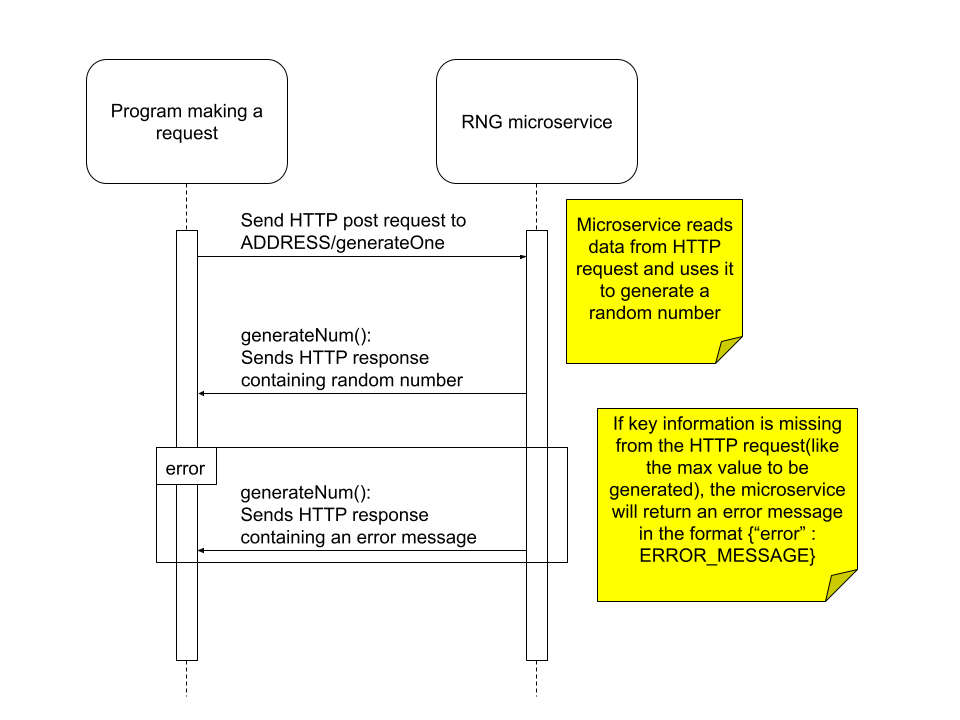 Program making a
request
RNG microservice
Send HTTP post request to
ADDRESS/generateOne
Microservice reads
data from HTTP
request and uses it
to generate a
random number
generateNum():
Sends HTTP response
containing random number
If key information is missing
from the HTTP request(like
the max value to be
generated), the microservice
will return an error message
in the format {“error” :
ERROR_MESSAGE}
error
generateNum():
Sends HTTP response
containing an error message